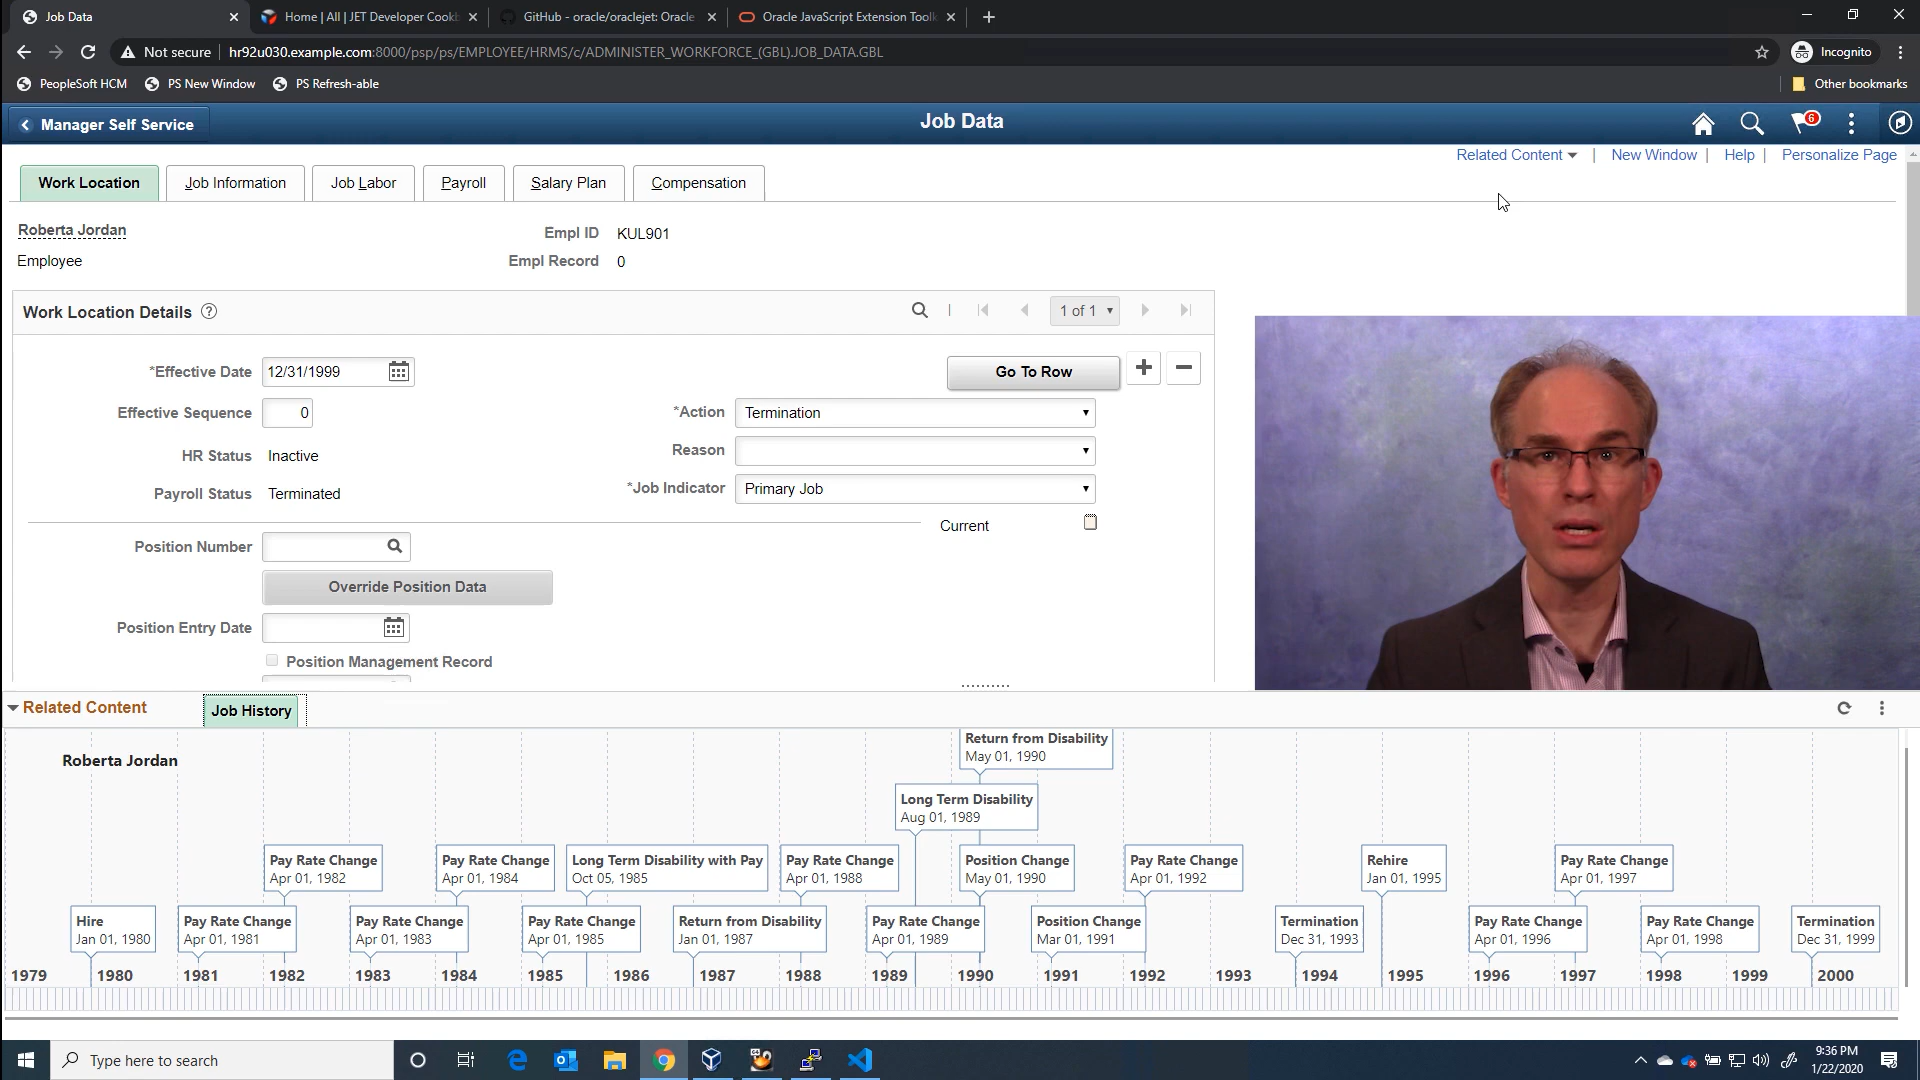 Job Data
Home | All | JET Developer Cookb
GitHub - oracle/oraclejet: Oracle
Oracle JavaScript Extension Toolk
Not secure
hr92u030.example.com:8000/psp/ps/EMPLOYEE/HRMS/c/ADMINISTER_WORKFORCE_(GBL).JOB_DATA.GBL
Incognito
PeopleSoft HCM
PS New Window
PS Refresh-able
Other bookmarks
Manager Self Service
Job Data
6
Related Content
New Window
Help
Personalize Page
Work Location
Job Information
Job Labor
Payroll
Salary Plan
Compensation
Roberta Jordan
Empl ID KUL901
Employee
Empl Record 0
Work Location Details
1 of 1
*Effective Date 12/31/1999
Go To Row
Effective Sequence 0
*Action Termination
HR Status Inactive
Reason
Payroll Status Terminated
*Job Indicator Primary Job
Current
Position Number
Override Position Data
Position Entry Date
Position Management Record
Related Content
Job History
Roberta Jordan
Return from Disability
May 01, 1990
Long Term Disability
Aug 01, 1989
Pay Rate Change
Apr 01, 1982
Pay Rate Change
Apr 01, 1984
Long Term Disability with Pay
Oct 05, 1985
Pay Rate Change
Apr 01, 1988
Position Change
May 01, 1990
Pay Rate Change
Apr 01, 1992
Rehire
Jan 01, 1995
Pay Rate Change
Apr 01, 1997
Hire
Jan 01, 1980
Pay Rate Change
Apr 01, 1981
Pay Rate Change
Apr 01, 1983
Pay Rate Change
Apr 01, 1985
Return from Disability
Jan 01, 1987
Pay Rate Change
Apr 01, 1989
Position Change
Mar 01, 1991
Termination
Dec 31, 1993
Pay Rate Change
Apr 01, 1996
Pay Rate Change
Apr 01, 1998
Termination
Dec 31, 1999
1979 1980 1981 1982 1983 1984 1985 1986 1987 1988 1989 1990 1991 1992 1993 1994 1995 1996 1997 1998 1999 2000
Type here to search
9:36 PM
1/22/2020